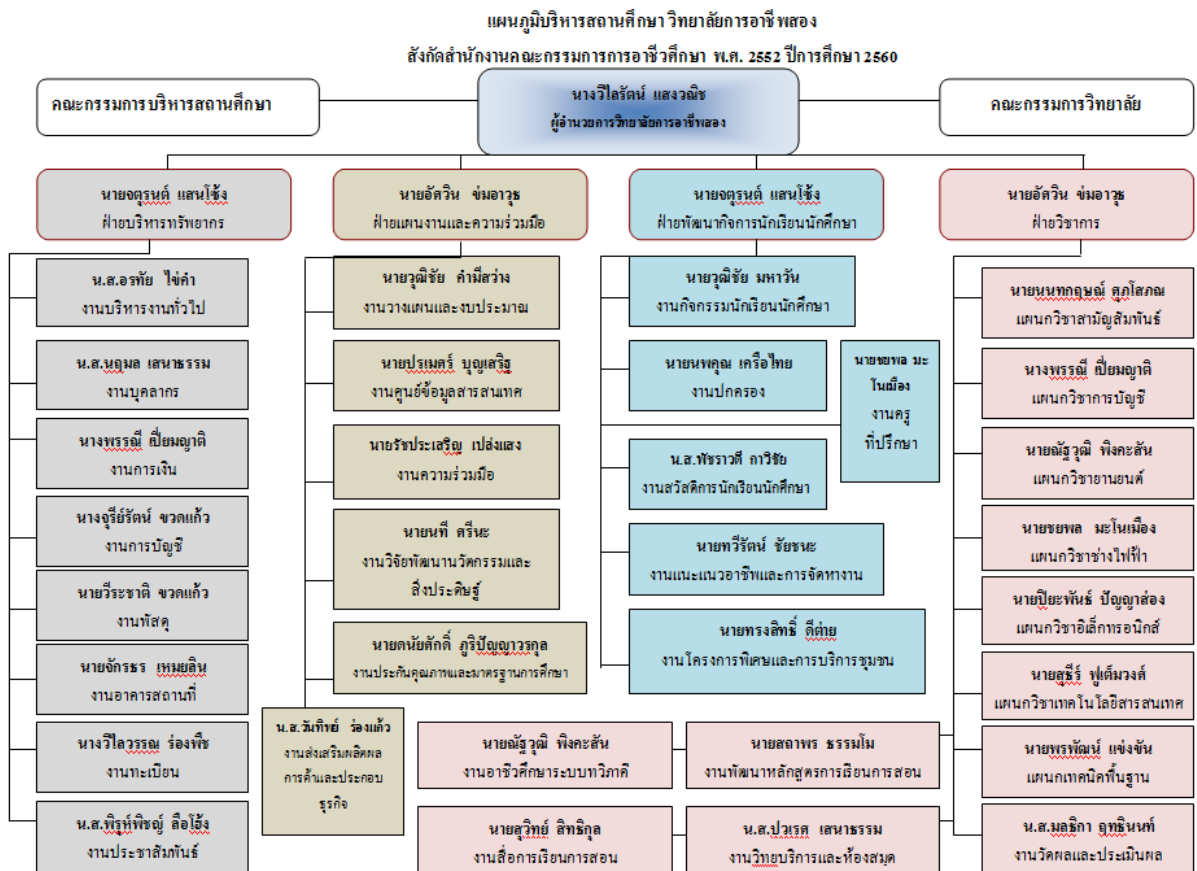 แผนภูมิบริหารสถานศึกษา วิทยาลัยการอาชีพสอง
สังกัดสำนักงานคณะกรรมการการอาชีวศึกษา พ.ศ. 2552 ปีการศึกษา 2560
คณะกรรมการบริหารสถานศึกษา
นางวิไลรัตน์ แสงวณิช
ผู้อำนวยการวิทยาลัยการอาชีพสอง
คณะกรรมการวิทยาลัย
นายจตุรนต์ แสนโซ้ง
ฝ่ายบริหารทรัพยากร
นายอัศวิน ข่มอาวุธ
ฝ่ายแผนงานและความร่วมมือ
นายจตุรนต์ แสนโซ้ง
ฝ่ายพัฒนากิจการนักเรียนนักศึกษา
นายอัศวิน ข่มอาวุธ
ฝ่ายวิชาการ
น.ส.อรทัย ไข่คำ
งานบริหารงานทั่วไป
น.ส.นฤมล เสนาธรรม
งานบุคลากร
นางพรรณี เปี่ยมญาติ
งานการเงิน
นางจุรีย์รัตน์ ขวดแก้ว
งานการบัญชี
นายวีระชาติ ขวดแก้ว
งานพัสดุ
นายจักรธร เหมยลิน
งานอาคารสถานที่
นางวิไลวรรณ ร่องพืช
งานทะเบียน
น.ส.พิรุฬห์พิชญ์ ลือโฮ้ง
งานประชาสัมพันธ์
นายวุฒิชัย คำมีสว่าง
งานวางแผนและงบประมาณ
นายปรเมศร์ บุญเสริฐ
งานศูนย์ข้อมูลสารสนเทศ
นายรัชประเสริญ เปล่งแสง
งานความร่วมมือ
นายนที ศรีนะ
งานวิจัยพัฒนานวัตกรรมและ
สิ่งประดิษฐ์
นายดนัยศักดิ์ ภูริปัญญาวรกุล
งานประกันคุณภาพและมาตรฐานการศึกษา
น.ส.วันทิพย์ ร่องแก้ว
งานส่งเสริมผลิตผล
การค้าและประกอบ
ธุรกิจ
นายวุฒิชัย มหาวัน
งานกิจกรรมนักเรียนนักศึกษา
นายนพคุณ เครือไทย
งานปกครอง
นายชยพล มะ
โนเมือง
งานครู
ที่ปรึกษา
น.ส.พัชราวดี กาวิชัย
งานสวัสดิการนักเรียนนักศึกษา
นายทวีรัตน์ ชัยชนะ
งานแนะแนวอาชีพและการจัดหางาน
นายทรงสิทธิ์ ดีต่าย
งานโครงการพิเศษและการบริการชุมชน
นายนนทกฤษณ์ ศุภโสภณ
แผนกวิชาสามัญสัมพันธ์
นางพรรณี เปี่ยมญาติ
แผนกวิชาการบัญชี
นายณัฐวุฒิ พิงคะสัน
แผนกวิชายานยนต์
นายชยพล มะโนเมือง
แผนกวิชาช่างไฟฟ้า
นายปิยะพันธ์ ปัญญาส่อง
แผนกวิชาอิเล็กทรอนิกส์
นายสุธีร์ ฟูเต็มวงศ์
แผนกวิชาเทคโนโลยีสารสนเทศ
นายพรพัฒน์ แข่งขัน
แผนกเทคนิคพื้นฐาน
น.ส.มลธิกา ฤทธินนท์
งานวัดผลและประเมินผล
นายณัฐวุฒิ พิงคะสัน
งานอาชีวศึกษาระบบทวิภาคี
นายสถาพร ธรรมโม
งานพัฒนาหลักสูตรการเรียนการสอน
นายสุวิทย์ สิทธิกุล
งานสื่อการเรียนการสอน
น.ส.ปวเรศ เสนาธรรม
งานวิทยบริการและห้องสมุด